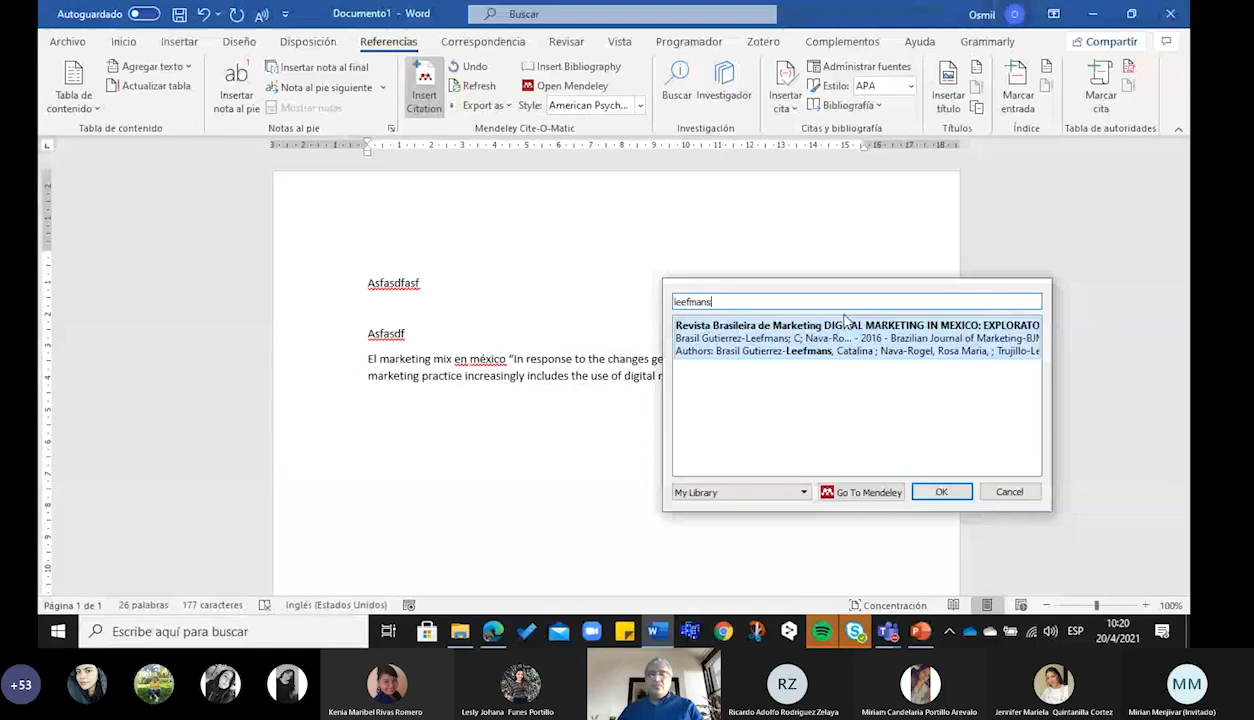 Autoguardado
Documento1 - Word
Buscar
Osmil
Archivo Inicio Insertar Diseño Disposición Referencias Correspondencia Revisar Vista Programador Zotero Complementos Ayuda Grammarly
Compartir
Tabla de contenido
Agregar texto
Actualizar tabla
Tabla de contenido
ab
Insertar nota al pie
Insertar nota al final
Nota al pie siguiente
Mostrar notas
Notas al pie
Insert Citation
Undo
Refresh
Export as
Insert Bibliography
Open Mendeley
Style: American Psych...
Mendeley Cite-O-Matic
Buscar
Investigador
Investigación
Insertar cita
Administrar fuentes
Estilo: APA
Bibliografía
Citas y bibliografía
Insertar título
Títulos
Marcar entrada
Índice
Marcar cita
Tabla de autoridades
Asfasdfasf
Asfasdf
El marketing mix en méxico “In response to the changes ge
marketing practice increasingly includes the use of digital
leefmans
Revista Brasileira de Marketing DIGITAL MARKETING IN MEXICO: EXPLORATO
Brasil Gutierrez-Leefmans; C; Nava-Ro... - 2016 - Brazilian Journal of Marketing-BJM
Authors: Brasil Gutierrez-Leefmans, Catalina ; Nava-Rogel, Rosa Maria, ; Trujillo-Le
My Library
Go To Mendeley
OK
Cancel
Página 1 de 1
26 palabras
177 caracteres
Inglés (Estados Unidos)
Concentración
100%
Escribe aquí para buscar
ESP
10:20
20/4/2021
+53
Kenia Maribel Rivas Romero
Lesly Johana Funes Portillo
RZ
Ricardo Adolfo Rodriguez Zelaya
Miriam Candelaria Portillo Arevalo
Jennifer Mariela Quintanilla Cortez
MM
Mirian Menjivar (Invitado)